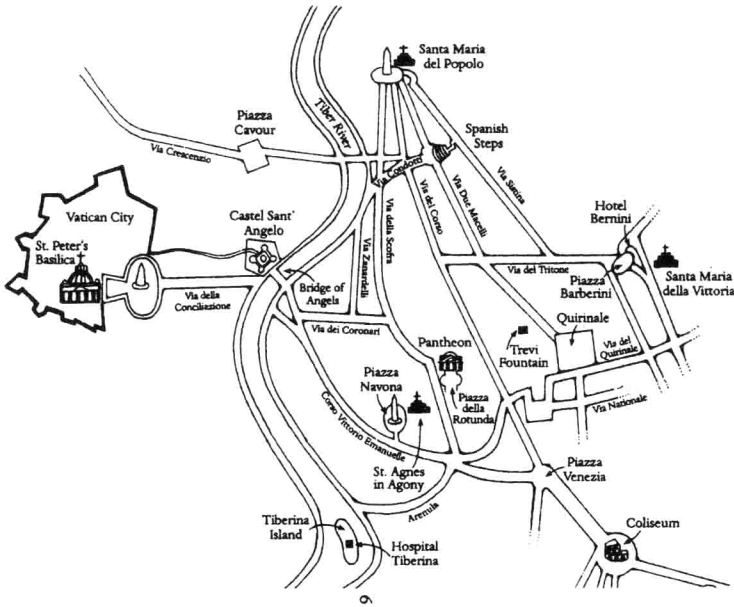 Santa Maria
del Popolo
Tiber River
Piazza
Cavour
Via Crescenzio
Spanish
Steps
Via Condotti
Via Sistina
Via Due Macelli
Via del Corso
Via della Scrofa
Via Zanardelli
Vatican City
St. Peter's
Basilica
Castel Sant'
Angelo
Hotel
Bernini
Via del Tritone
Piazza
Barberini
Santa Maria
della Vittoria
Bridge of
Angels
Via della
Conciliazione
Via dei Coronari
Quirinale
Pantheon
Trevi
Fountain
Via del
Quirinale
Piazza
Navona
Piazza
della
Rotunda
Via Nationale
Corso Vittorio Emanuelle
St. Agnes
in Agony
Piazza
Venezia
Arenula
Tiberina
Island
Hospital
Tiberina
Coliseum
6